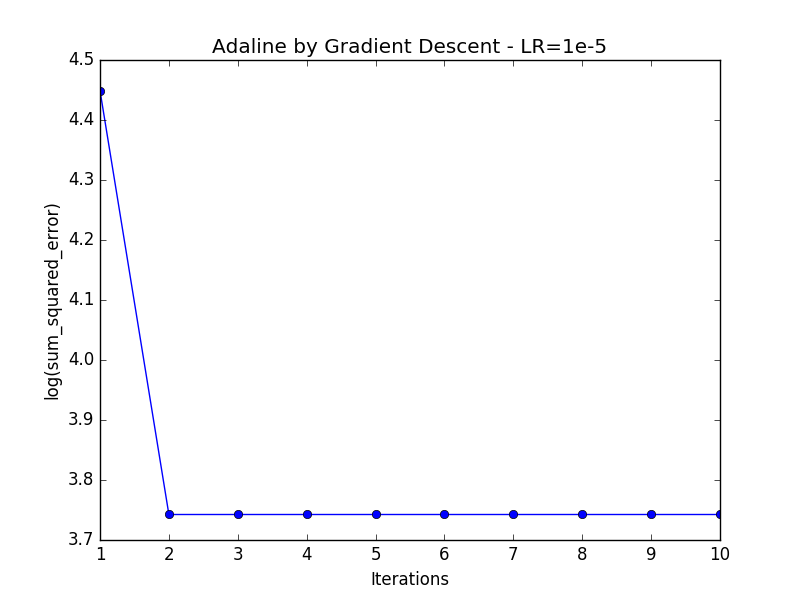 Adaline by Gradient Descent - LR=1e-5
4.5
4.4
4.3
4.2
4.1
4.0
3.9
3.8
3.7
log(sum_squared_error)
1 2 3 4 5 6 7 8 9 10
Iterations